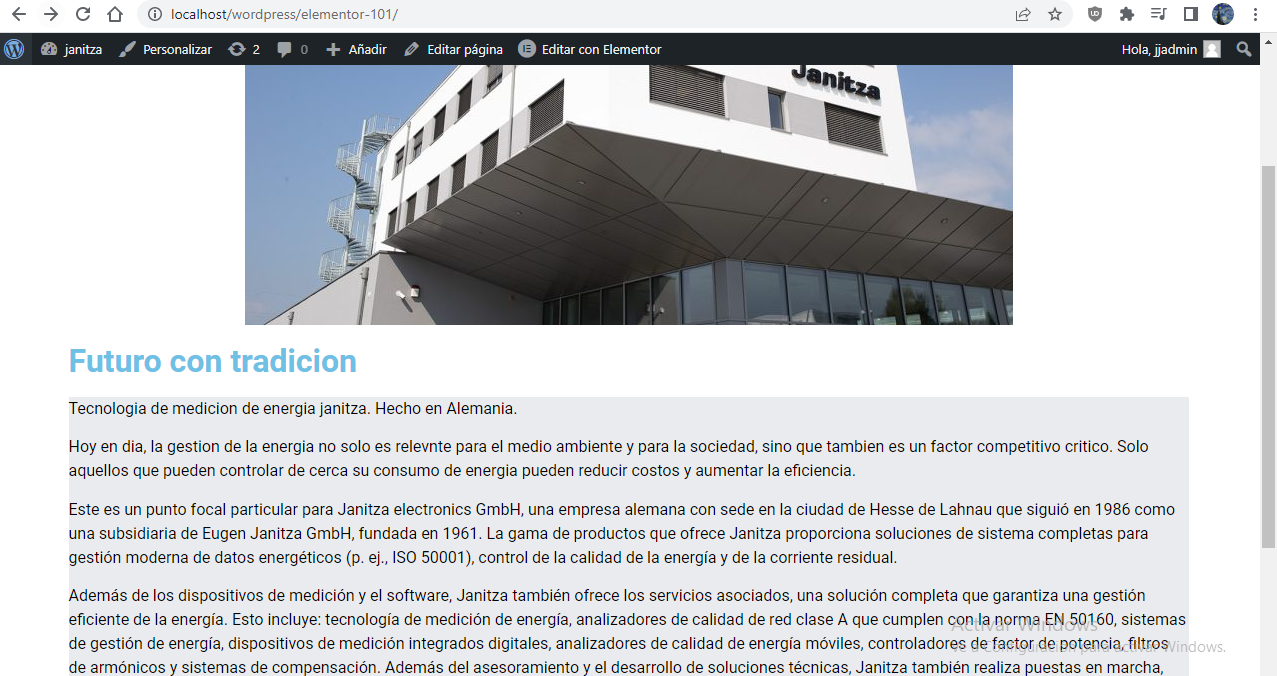 localhost/wordpress/elementor-101/
janitza Personalizar 2 0 Añadir Editar página Editar con Elementor Hola, jjadmin
Janitza
Futuro con tradicion
Tecnologia de medicion de energia janitza. Hecho en Alemania.
Hoy en dia, la gestion de la energia no solo es relevnte para el medio ambiente y para la sociedad, sino que tambien es un factor competitivo critico. Solo
aquellos que pueden controlar de cerca su consumo de energia pueden reducir costos y aumentar la eficiencia.
Este es un punto focal particular para Janitza electronics GmbH, una empresa alemana con sede en la ciudad de Hesse de Lahnau que siguió en 1986 como
una subsidiaria de Eugen Janitza GmbH, fundada en 1961. La gama de productos que ofrece Janitza proporciona soluciones de sistema completas para
gestión moderna de datos energéticos (p. ej., ISO 50001), control de la calidad de la energía y de la corriente residual.
Además de los dispositivos de medición y el software, Janitza también ofrece los servicios asociados, una solución completa que garantiza una gestión
eficiente de la energía. Esto incluye: tecnología de medición de energía, analizadores de calidad de red clase A que cumplen con la norma EN 50160, sistemas
de gestión de energía, dispositivos de medición integrados digitales, analizadores de calidad de energía móviles, controladores de factor de potencia, filtros
de armónicos y sistemas de compensación. Además del asesoramiento y el desarrollo de soluciones técnicas, Janitza también realiza puestas en marcha,
Activar Windows
Ve a Configuración para activar Windows.